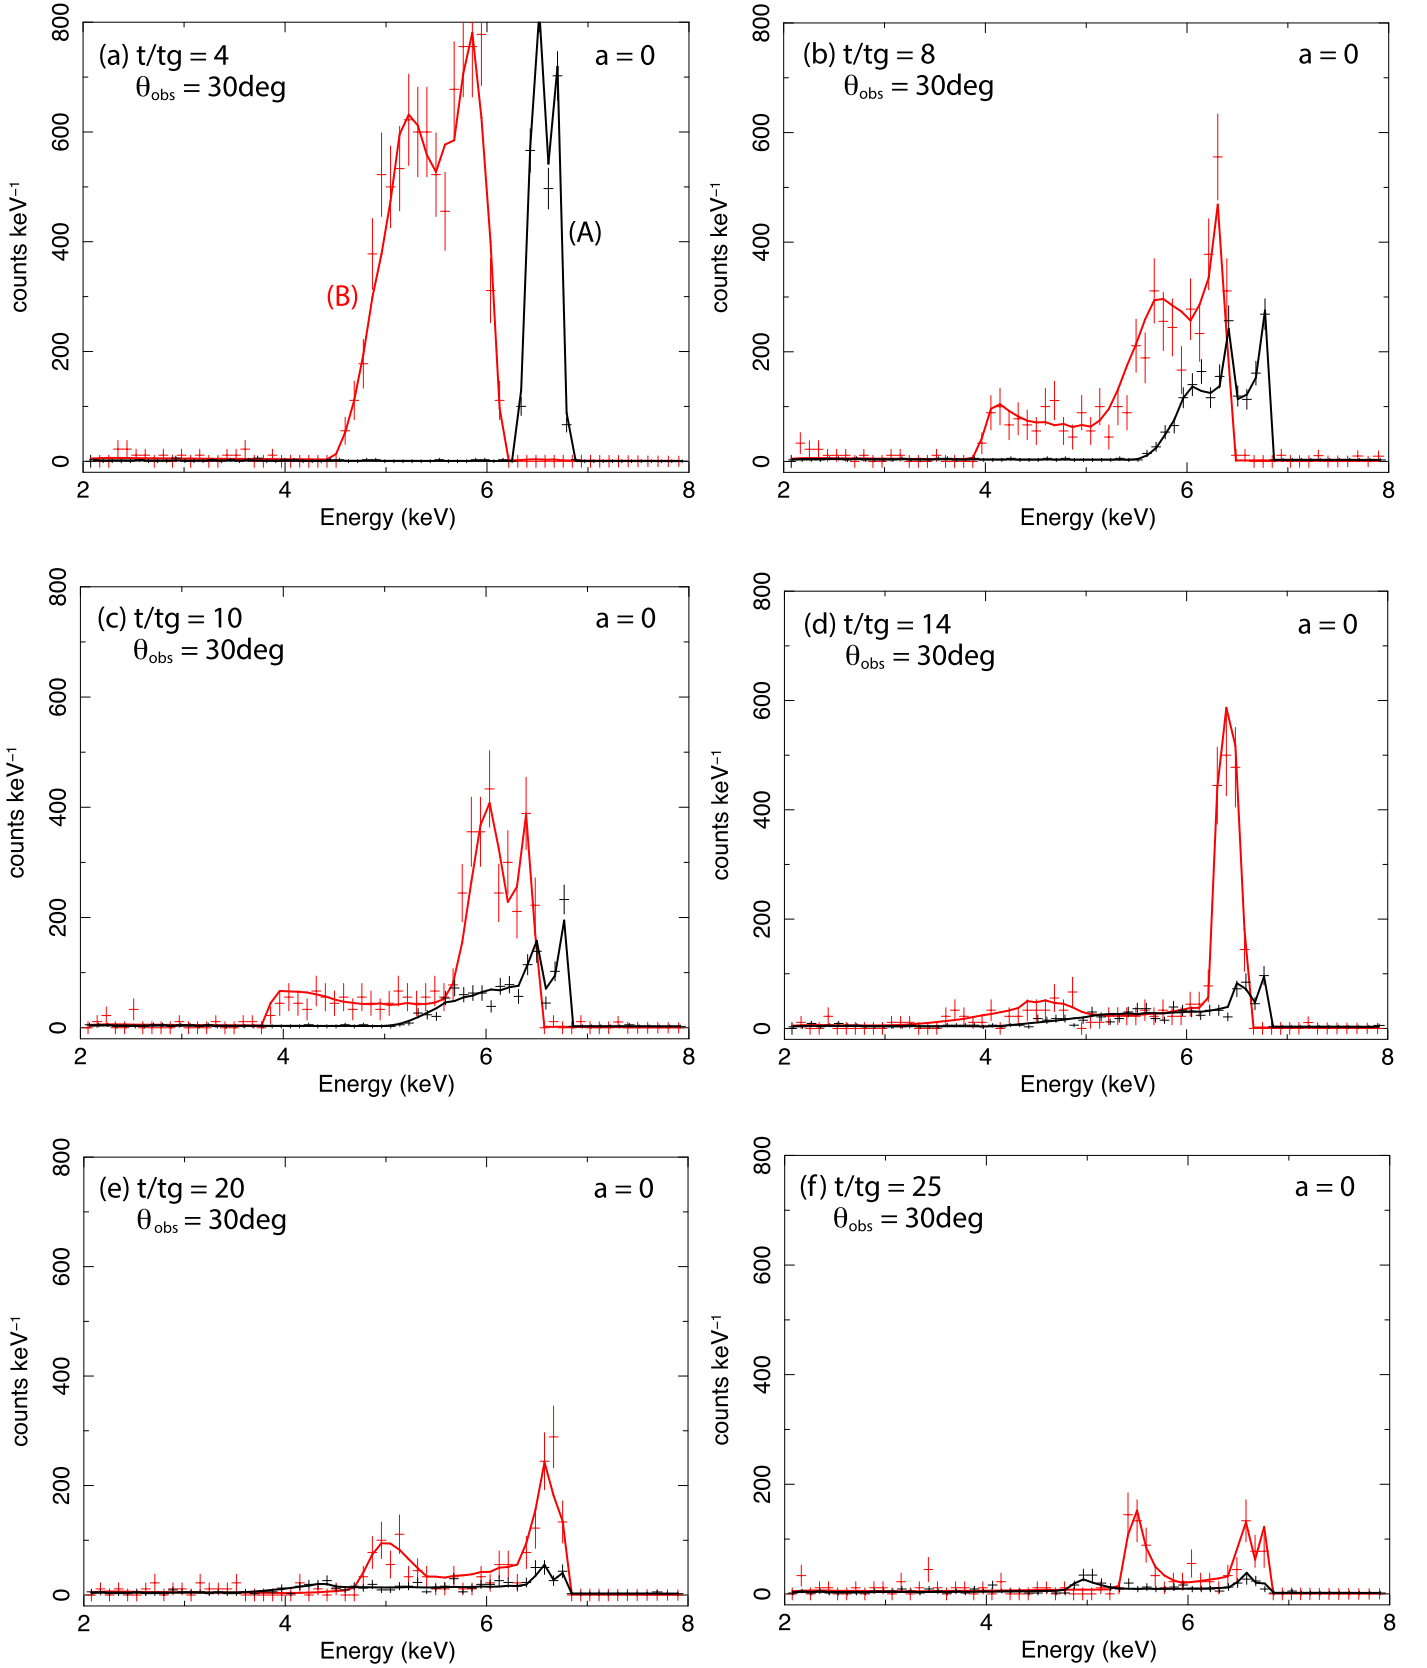 (a) t/tg = 4 a = 0
θobs = 30deg
(A)
(B)
counts keV⁻¹
0 200 400 600 800
2 4 6 8
Energy (keV)
(b) t/tg = 8 a = 0
θobs = 30deg
counts keV⁻¹
0 200 400 600 800
2 4 6 8
Energy (keV)
(c) t/tg = 10 a = 0
θobs = 30deg
counts keV⁻¹
0 200 400 600 800
2 4 6 8
Energy (keV)
(d) t/tg = 14 a = 0
θobs = 30deg
counts keV⁻¹
0 200 400 600 800
2 4 6 8
Energy (keV)
(e) t/tg = 20 a = 0
θobs = 30deg
counts keV⁻¹
0 200 400 600 800
2 4 6 8
Energy (keV)
(f) t/tg = 25 a = 0
θobs = 30deg
counts keV⁻¹
0 200 400 600 800
2 4 6 8
Energy (keV)